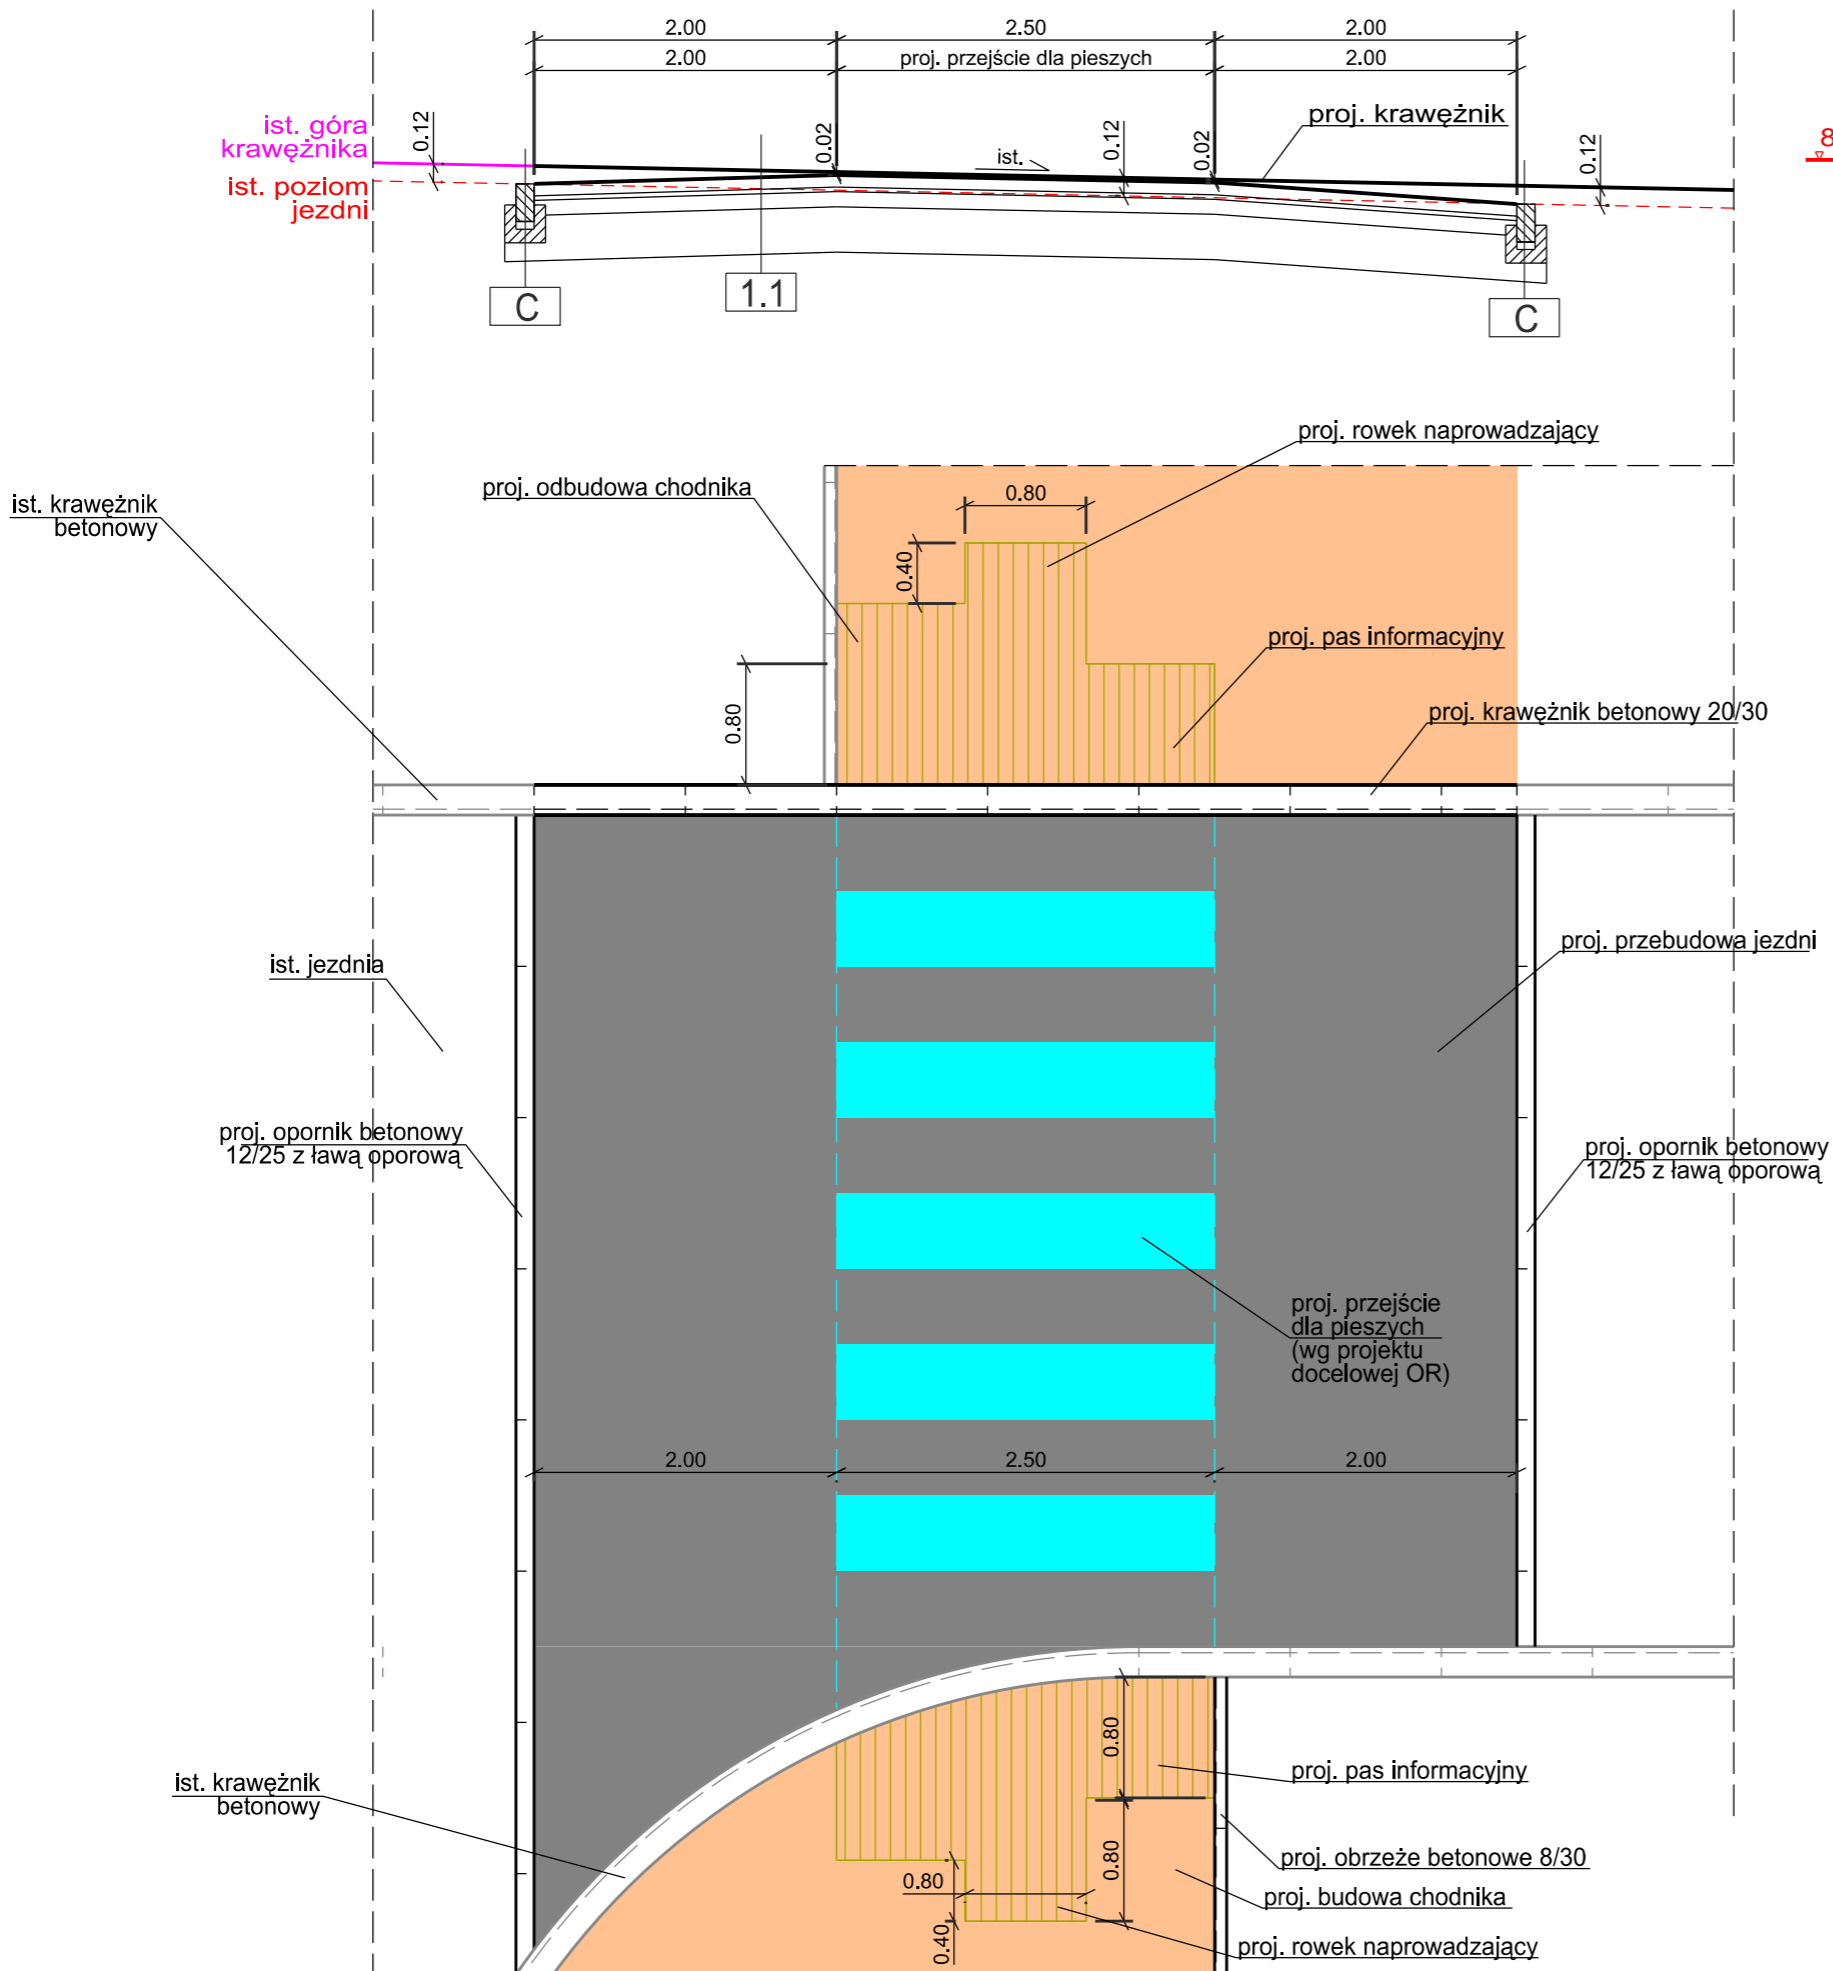 2.00
2.50
2.00
2.00
proj. przejście dla pieszych
2.00
ist. góra
krawężnika
0.12
0.02
ist.
0.12
0.02
proj. krawężnik
0.12
8
ist. poziom
jezdni
C
1.1
C
proj. rowek naprowadzający
proj. odbudowa chodnika
0.80
ist. krawężnik
betonowy
0.40
proj. pas informacyjny
0.80
proj. krawężnik betonowy 20/30
ist. jezdnia
proj. przebudowa jezdni
proj. opornik betonowy
12/25 z ławą oporową
proj. opornik betonowy
12/25 z ławą oporową
proj. przejście
dla pieszych
(wg projektu
docelowej OR)
2.00
2.50
2.00
0.80
proj. pas informacyjny
ist. krawężnik
betonowy
0.80
proj. obrzeże betonowe 8/30
0.80
proj. budowa chodnika
0.40
proj. rowek naprowadzający